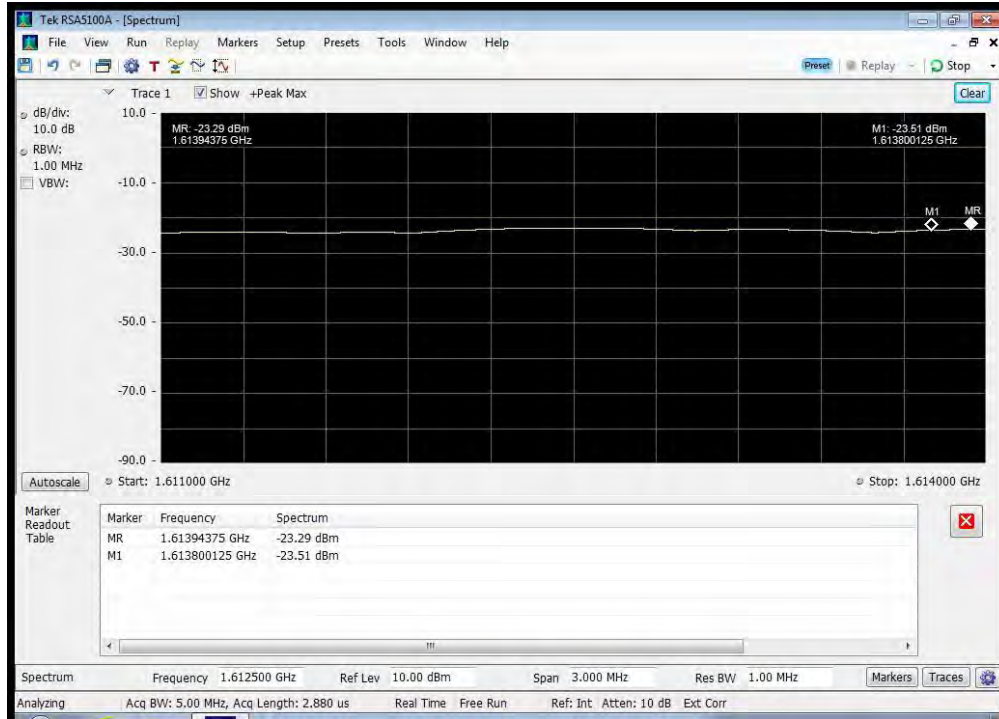 Tek RSA5100A - [Spectrum]
File View Run Replay Markers Setup Presets Tools Window Help
Preset Replay Stop
Trace 1 Show +Peak Max Clear
dB/div:
10.0 dB
RBW:
1.00 MHz
VBW:
10.0
-10.0
-30.0
-50.0
-70.0
-90.0
MR: -23.29 dBm
1.61394375 GHz
M1: -23.51 dBm
1.613800125 GHz
M1 MR
Autoscale Start: 1.611000 GHz Stop: 1.614000 GHz
Marker
Readout
Table
Marker Frequency Spectrum
MR 1.61394375 GHz -23.29 dBm
M1 1.613800125 GHz -23.51 dBm
Spectrum Frequency 1.612500 GHz Ref Lev 10.00 dBm Span 3.000 MHz Res BW 1.00 MHz Markers Traces
Analyzing Acq BW: 5.00 MHz, Acq Length: 2.880 us Real Time Free Run Ref: Int Atten: 10 dB Ext Corr